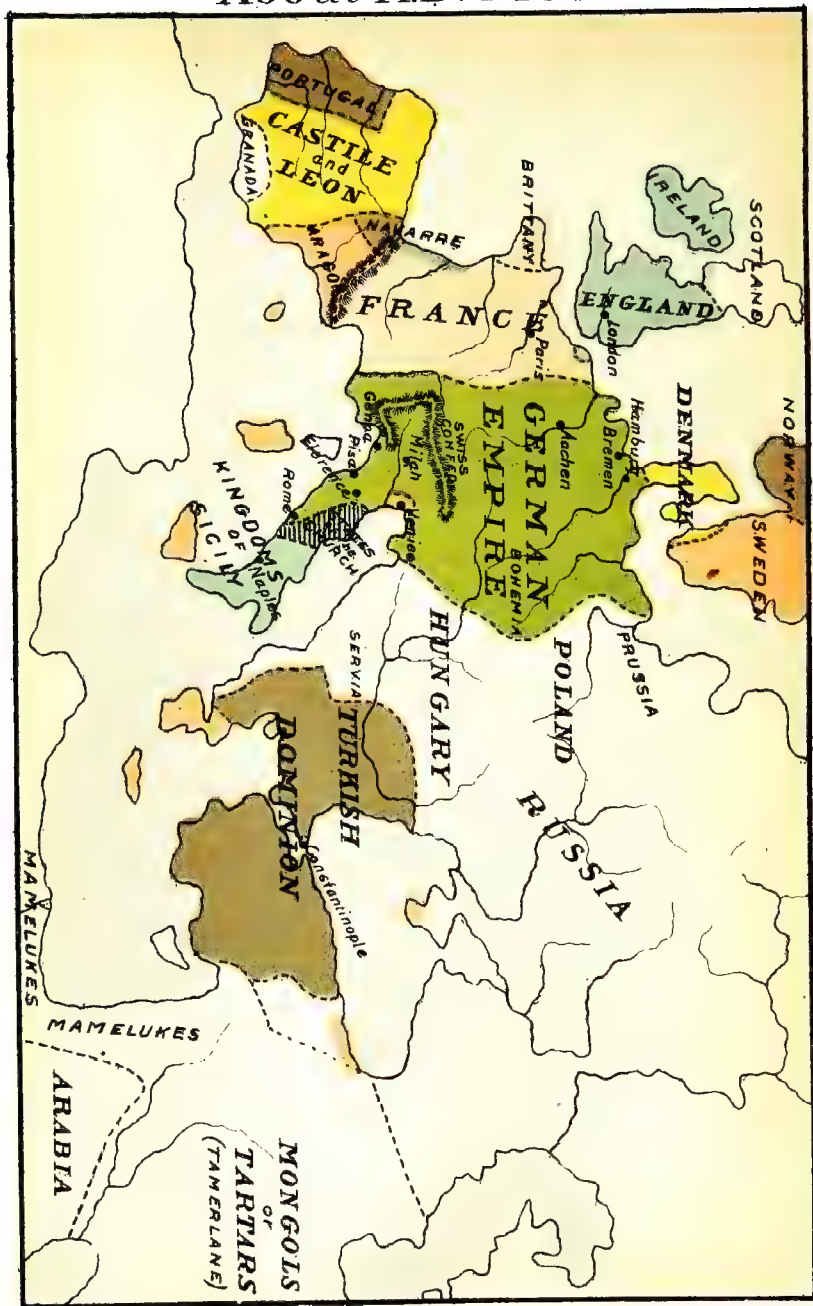 NORWAY
SWEDEN
SCOTLAND
IRELAND
ENGLAND
London
DENMARK
Hamburg
Bremen
PRUSSIA
POLAND
RUSSIA
BRITTANY
Paris
Aachen
GERMAN
EMPIRE
BOHEMIA
FRANCE
NAVARRE
PORTUGAL
CASTILE
and
LEON
GRANADA
SWISS
Milan
Venice
Genoa
Pisa
Florence
Rome
Naples
KINGDOMS
OF
SICILY
HUNGARY
SERVIA
TURKISH
DOMINION
Constantinople
MAMELUKES
MAMELUKES
ARABIA
MONGOLS
or
TARTARS
(TAMERLANE)